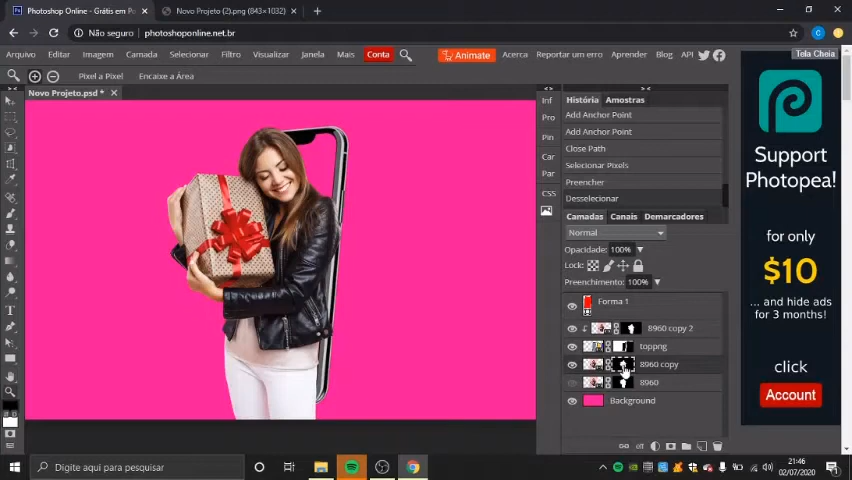 Photoshop Online - Grátis em Po
Novo Projeto (2).png (843×1032)
Não seguro
photoshoponline.net.br
Arquivo
Editar
Imagem
Camada
Selecionar
Filtro
Visualizar
Janela
Mais
Conta
Animate
Acerca
Reportar um erro
Aprender
Blog
API
Tela Cheia
Pixel a Pixel
Encaixe a Área
Novo Projeto.psd *
Inf
Pro
Pin
Car
Par
CSS
História
Amostras
Add Anchor Point
Add Anchor Point
Close Path
Selecionar Pixels
Preencher
Desselecionar
Camadas
Canais
Demarcadores
Normal
Opacidade: 100%
Lock:
Preenchimento: 100%
Forma 1
8960 copy 2
toppng
8960 copy
8960
Background
Support
Photopea!
for only
$10
... and hide ads
for 3 months!
click
Account
Digite aqui para pesquisar
21:46
02/07/2020